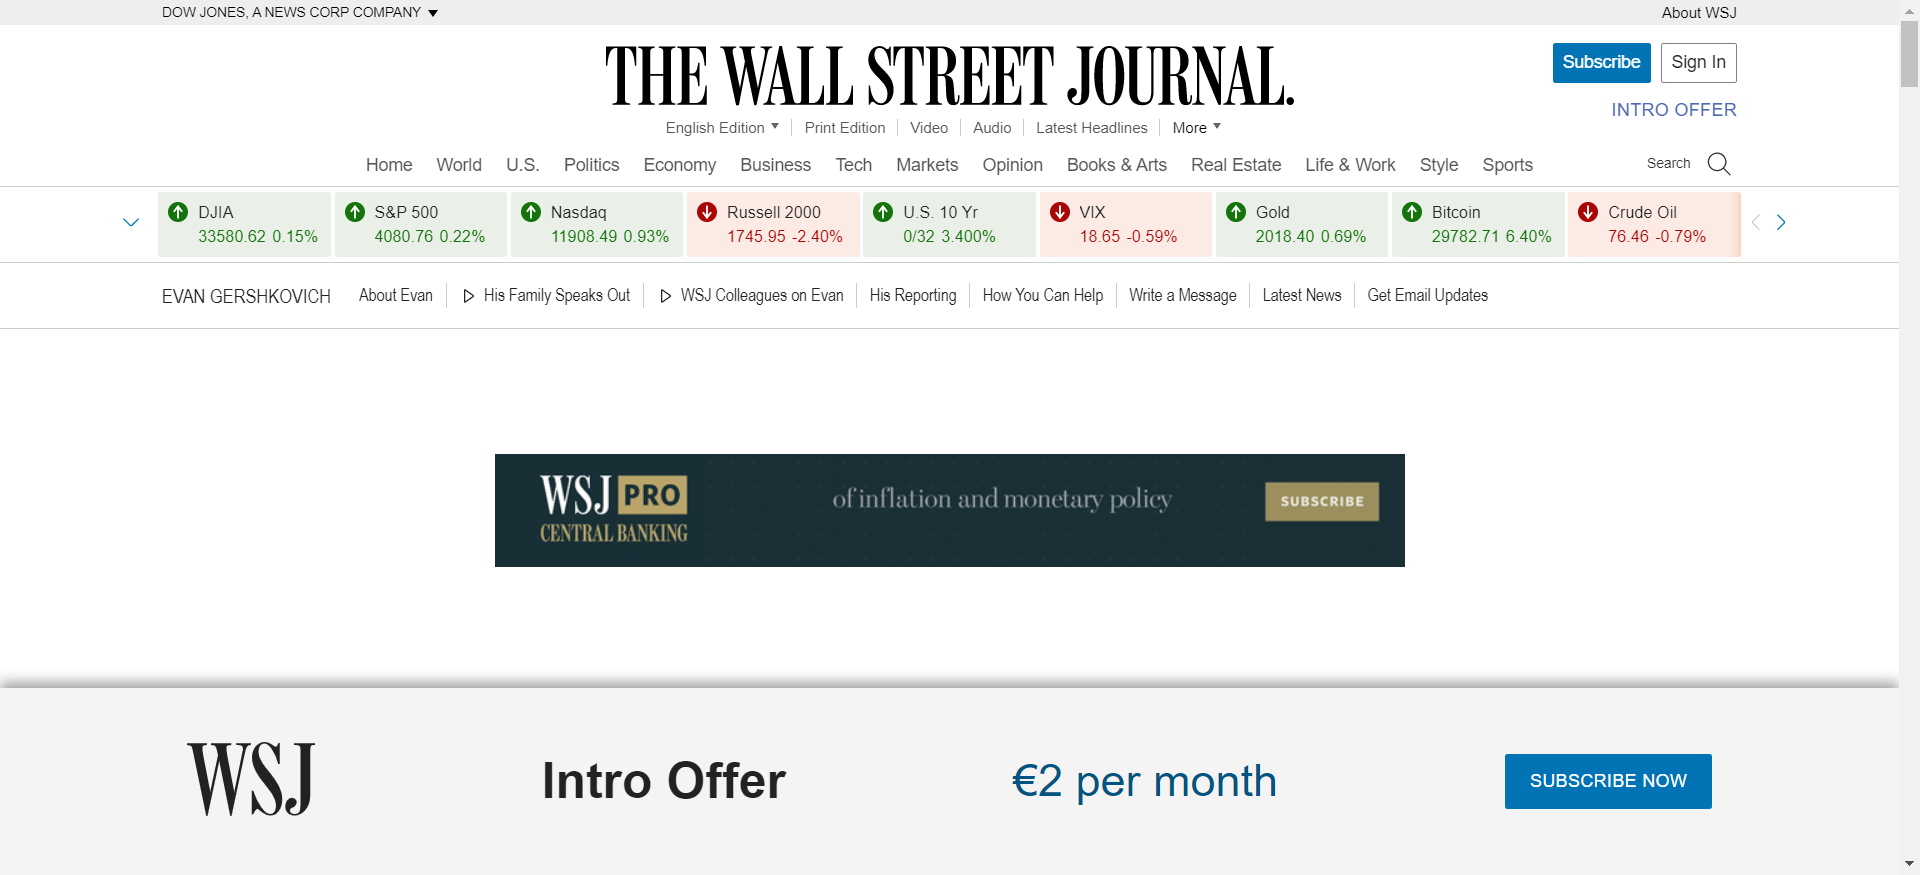 DOW JONES, A NEWS CORP COMPANY
About WSJ
THE WALL STREET JOURNAL.
Subscribe
Sign In
INTRO OFFER
English Edition
Print Edition
Video
Audio
Latest Headlines
More
Home
World
U.S.
Politics
Economy
Business
Tech
Markets
Opinion
Books & Arts
Real Estate
Life & Work
Style
Sports
Search
DJIA
33580.62 0.15%
S&P 500
4080.76 0.22%
Nasdaq
11908.49 0.93%
Russell 2000
1745.95 -2.40%
U.S. 10 Yr
0/32 3.400%
VIX
18.65 -0.59%
Gold
2018.40 0.69%
Bitcoin
29782.71 6.40%
Crude Oil
76.46 -0.79%
EVAN GERSHKOVICH
About Evan
His Family Speaks Out
WSJ Colleagues on Evan
His Reporting
How You Can Help
Write a Message
Latest News
Get Email Updates
WSJ PRO
CENTRAL BANKING
of inflation and monetary policy
SUBSCRIBE
WSJ
Intro Offer
€2 per month
SUBSCRIBE NOW